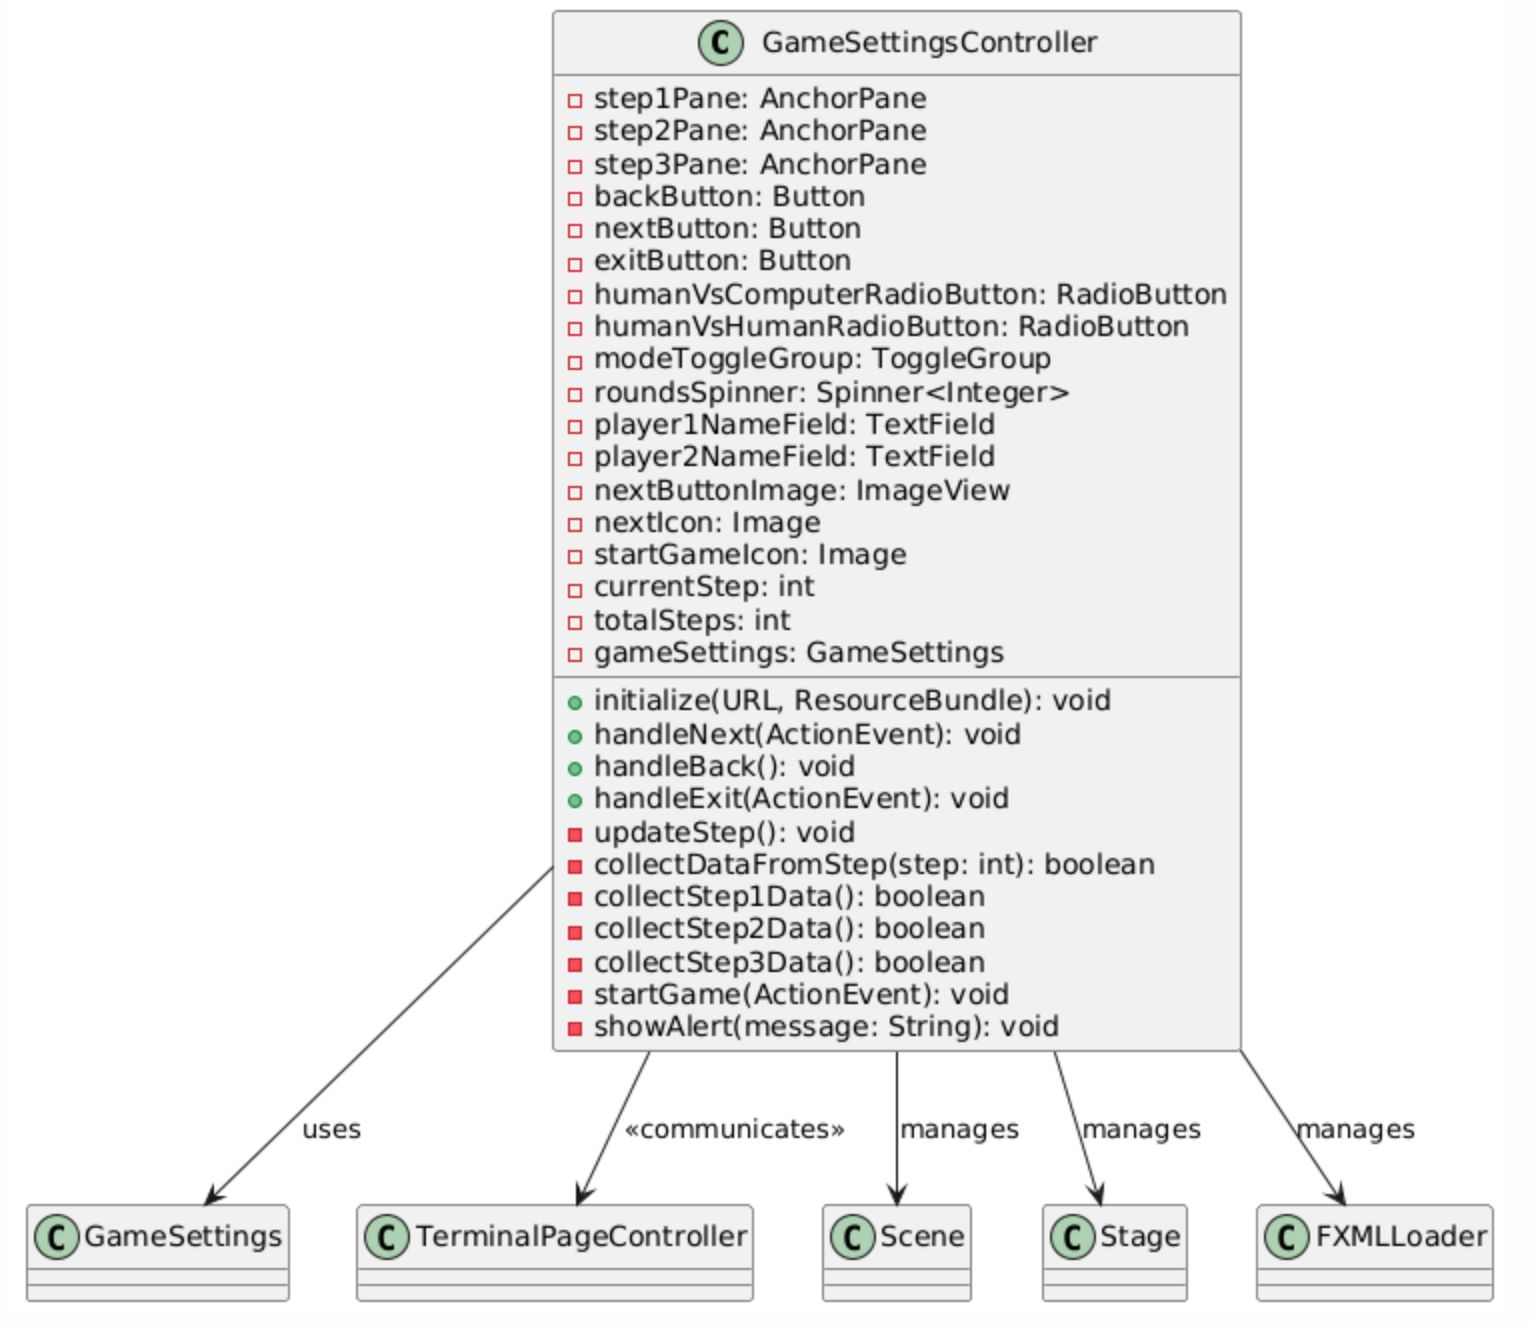 C GameSettingsController
step1Pane: AnchorPane
step2Pane: AnchorPane
step3Pane: AnchorPane
backButton: Button
nextButton: Button
exitButton: Button
humanVsComputerRadioButton: RadioButton
humanVsHumanRadioButton: RadioButton
modeToggleGroup: ToggleGroup
roundsSpinner: Spinner<Integer>
player1NameField: TextField
player2NameField: TextField
nextButtonImage: ImageView
nextIcon: Image
startGameIcon: Image
currentStep: int
totalSteps: int
gameSettings: GameSettings
initialize(URL, ResourceBundle): void
handleNext(ActionEvent): void
handleBack(): void
handleExit(ActionEvent): void
updateStep(): void
collectDataFromStep(step: int): boolean
collectStep1Data(): boolean
collectStep2Data(): boolean
collectStep3Data(): boolean
startGame(ActionEvent): void
showAlert(message: String): void
uses
«communicates»
manages
manages
manages
C GameSettings
C TerminalPageController
C Scene
C Stage
C FXMLLoader